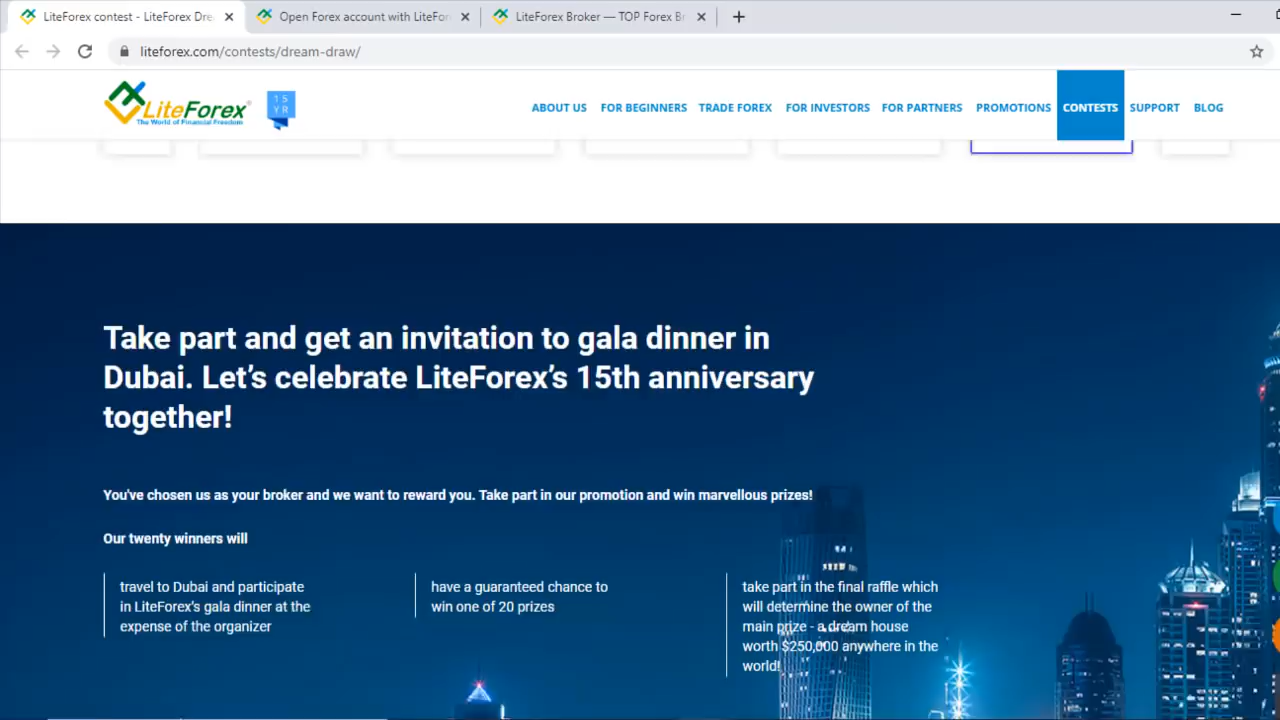 LiteForex contest - LiteForex Dre
Open Forex account with LiteFor
LiteForex Broker — TOP Forex Br
liteforex.com/contests/dream-draw/
LiteForex®
The World of Financial Freedom
15
YR
ABOUT US
FOR BEGINNERS
TRADE FOREX
FOR INVESTORS
FOR PARTNERS
PROMOTIONS
CONTESTS
SUPPORT
BLOG
Take part and get an invitation to gala dinner in
Dubai. Let’s celebrate LiteForex’s 15th anniversary
together!
You've chosen us as your broker and we want to reward you. Take part in our promotion and win marvellous prizes!
Our twenty winners will
travel to Dubai and participate
in LiteForex’s gala dinner at the
expense of the organizer
have a guaranteed chance to
win one of 20 prizes
take part in the final raffle which
will determine the owner of the
main prize - a dream house
worth $250,000 anywhere in the
world!